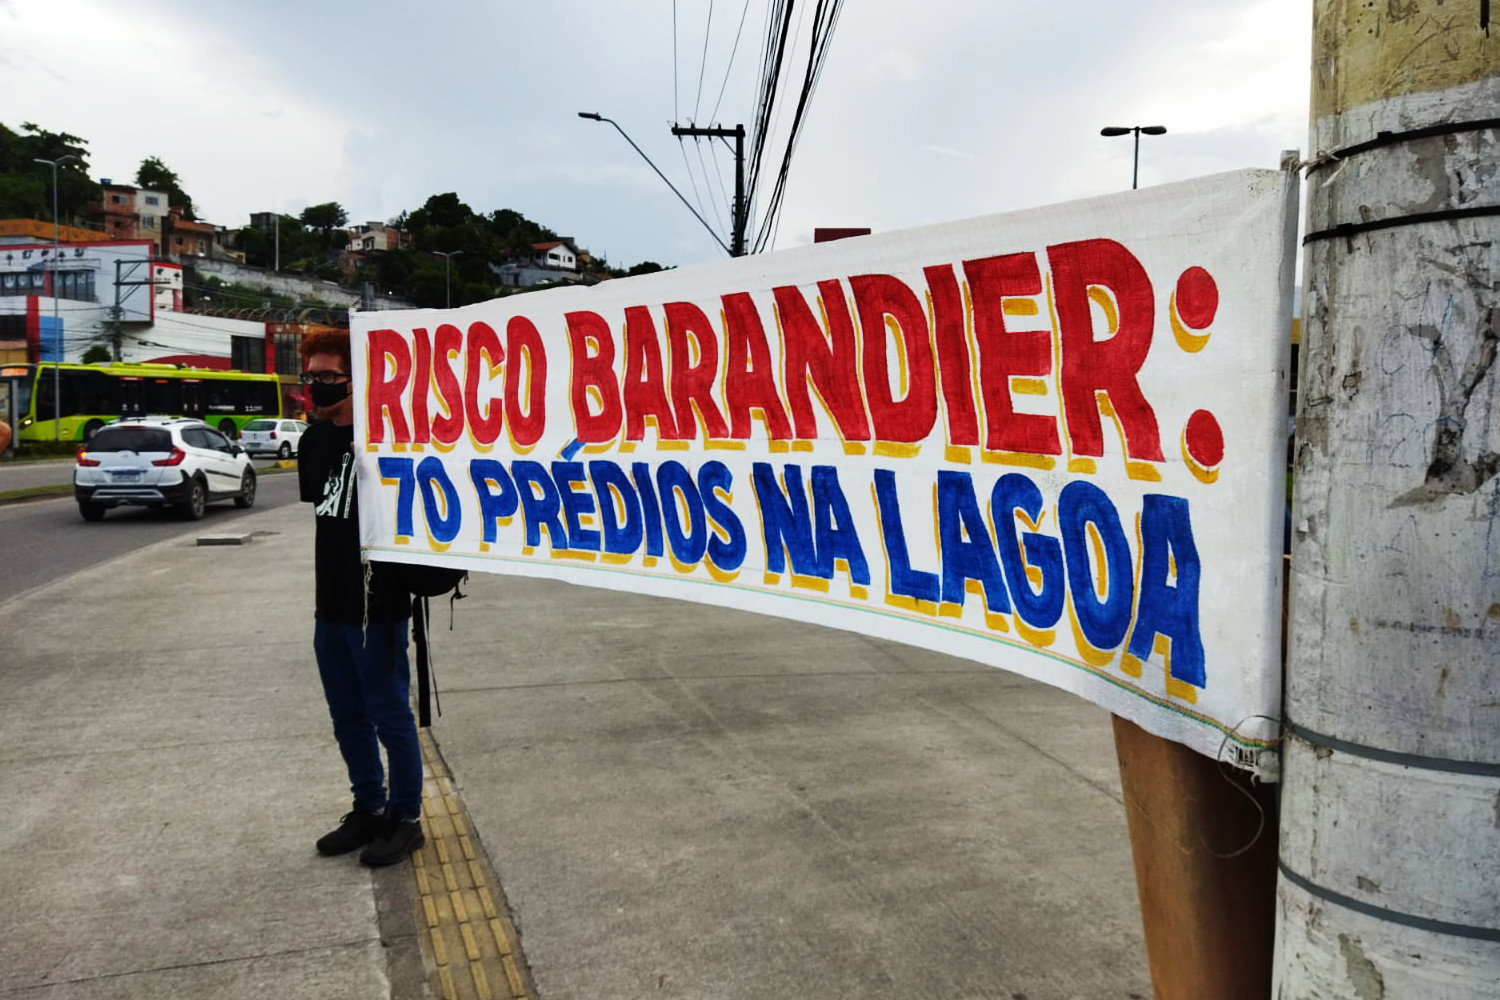 RISCO BARANDIER:
70 PRÉDIOS NA LAGOA